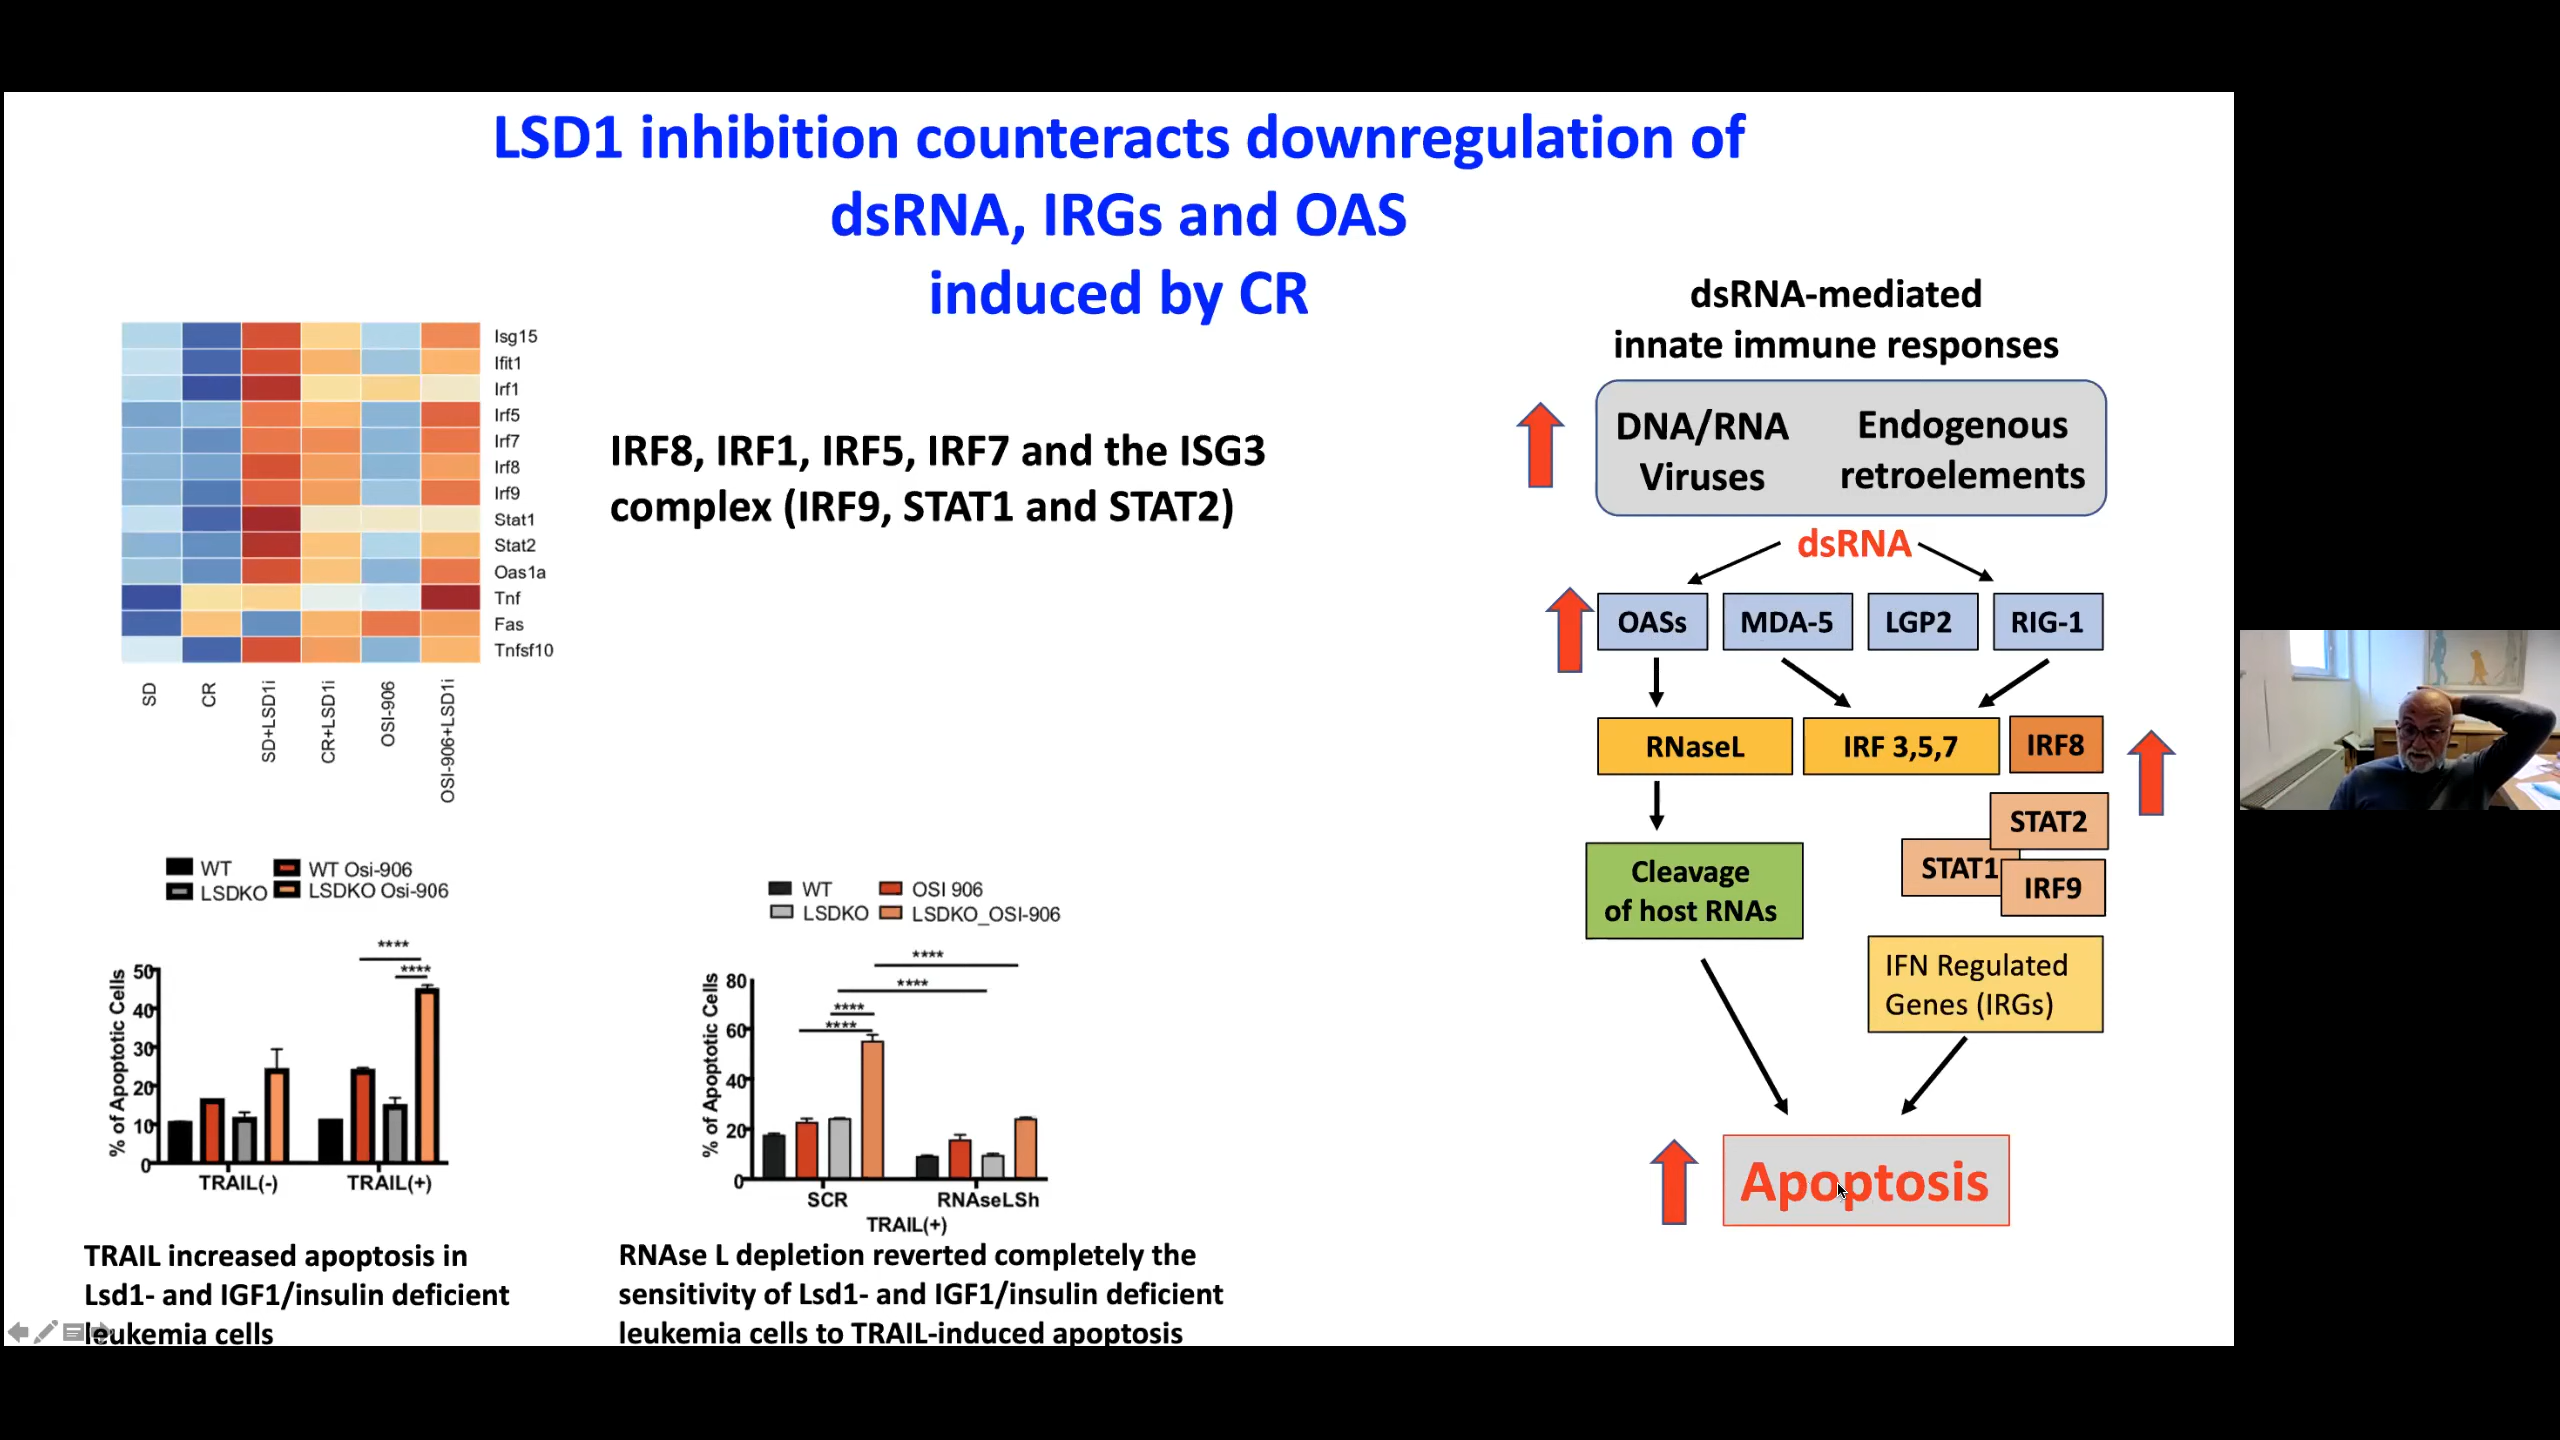 LSD1 inhibition counteracts downregulation of
dsRNA, IRGs and OAS
induced by CR
Isg15
Ifit1
Irf1
Irf5
Irf7
Irf8
Irf9
Stat1
Stat2
Oas1a
Tnf
Fas
Tnfsf10
SD
CR
SD+LSD1i
CR+LSD1i
OSI-906
OSI-906+LSD1i
IRF8, IRF1, IRF5, IRF7 and the ISG3
complex (IRF9, STAT1 and STAT2)
WT
WT Osi-906
LSDKO
LSDKO Osi-906
% of Apoptotic Cells
50
40
30
20
10
0
****
****
TRAIL(-)
TRAIL(+)
TRAIL increased apoptosis in
Lsd1- and IGF1/insulin deficient
leukemia cells
WT
OSI 906
LSDKO
LSDKO_OSI-906
% of Apoptotic Cells
80
60
40
20
0
****
****
****
****
SCR
RNAseLSh
TRAIL(+)
RNAse L depletion reverted completely the
sensitivity of Lsd1- and IGF1/insulin deficient
leukemia cells to TRAIL-induced apoptosis
dsRNA-mediated
innate immune responses
DNA/RNA
Viruses
Endogenous
retroelements
dsRNA
OASs
MDA-5
LGP2
RIG-1
RNaseL
IRF 3,5,7
IRF8
STAT2
STAT1
IRF9
Cleavage
of host RNAs
IFN Regulated
Genes (IRGs)
Apoptosis